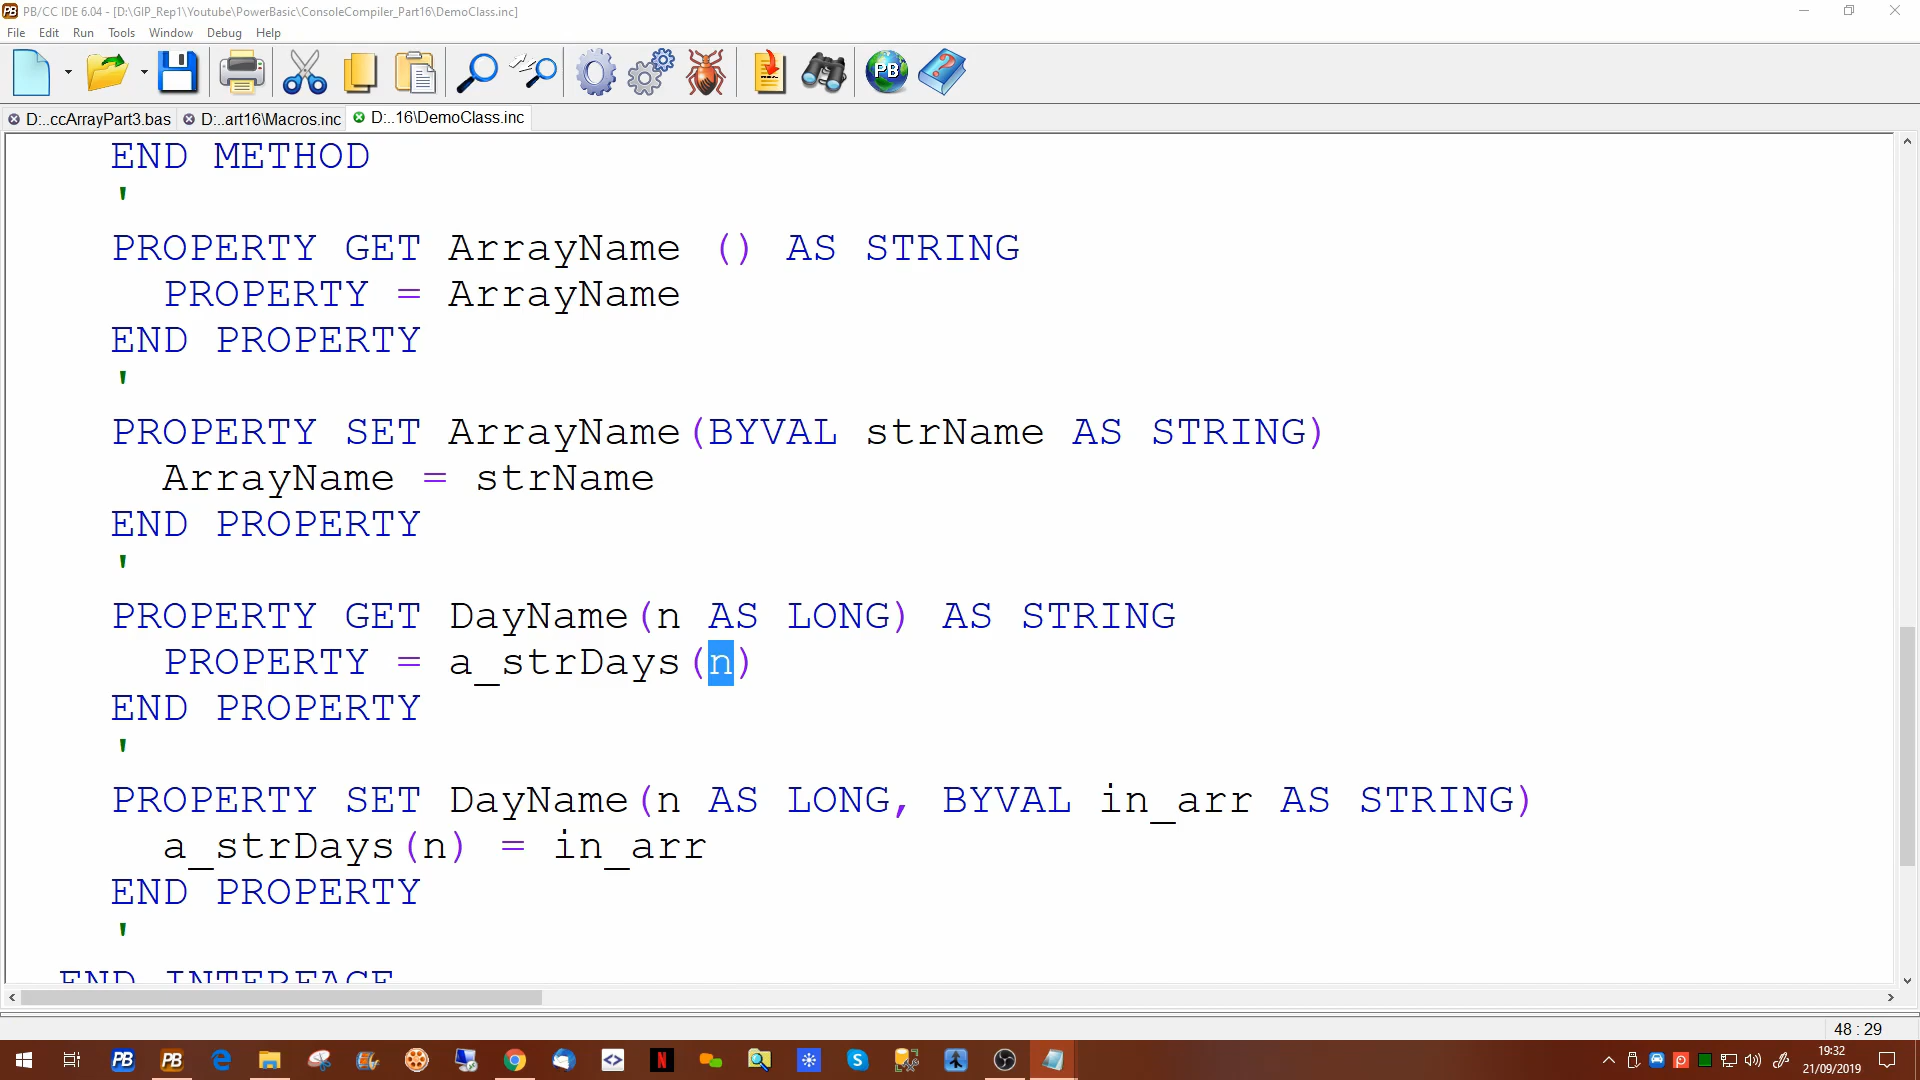 PB/CC IDE 6.04 - [D:\GIP_Rep1\Youtube\PowerBasic\ConsoleCompiler_Part16\DemoClass.inc]
File Edit Run Tools Window Debug Help
PB
D:..ccArrayPart3.bas D:..art16\Macros.inc D:..16\DemoClass.inc
END METHOD
'
PROPERTY GET ArrayName () AS STRING
PROPERTY = ArrayName
END PROPERTY
'
PROPERTY SET ArrayName(BYVAL strName AS STRING)
ArrayName = strName
END PROPERTY
'
PROPERTY GET DayName(n AS LONG) AS STRING
PROPERTY = a_strDays(n)
END PROPERTY
'
PROPERTY SET DayName(n AS LONG, BYVAL in_arr AS STRING)
a_strDays(n) = in_arr
END PROPERTY
'
END INTERFACE
48 : 29
19:32
21/09/2019